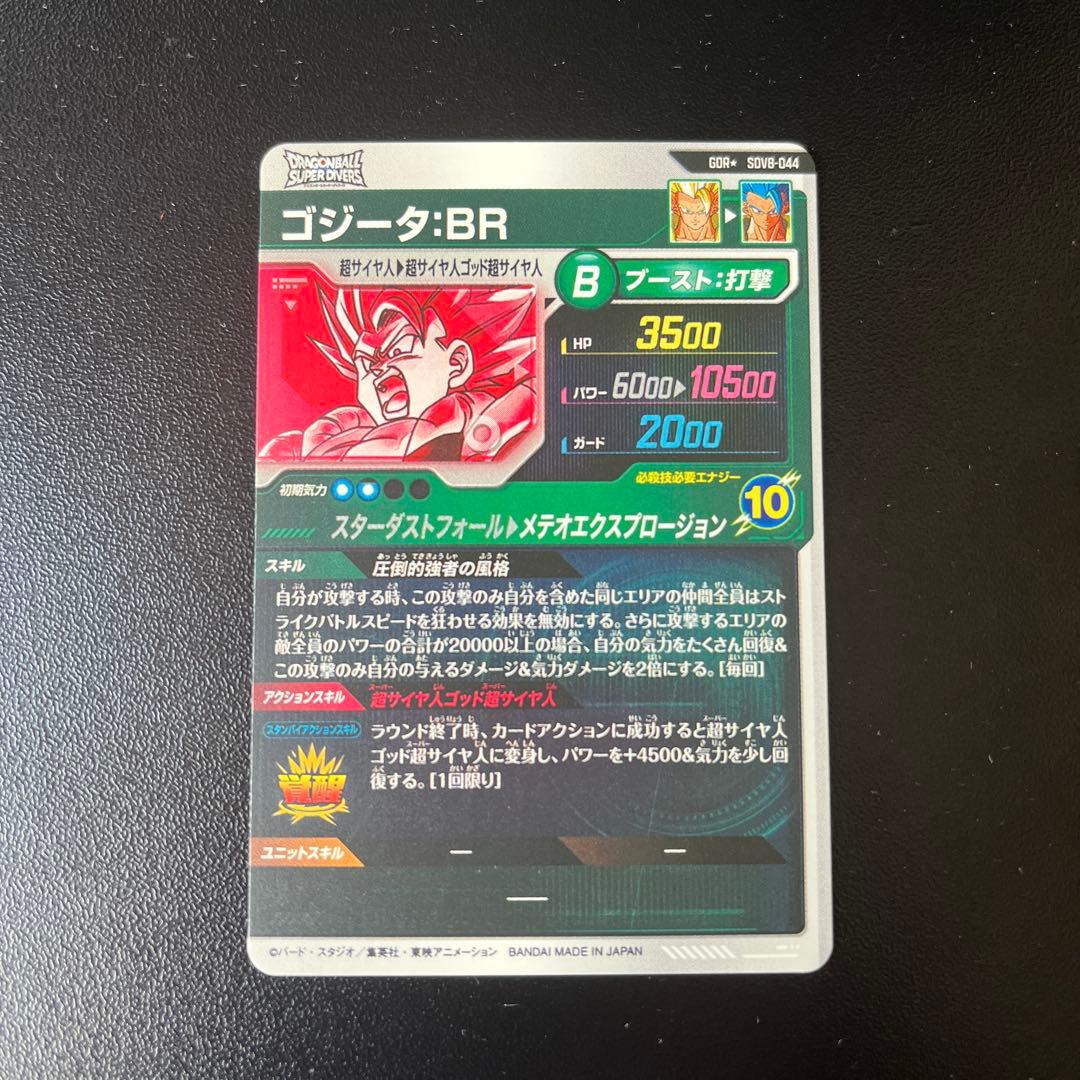 DRAGONBALL
SUPER DIVERS
GDR★ SDV8-044
ゴジータ:BR
超サイヤ人▶超サイヤ人ゴッド超サイヤ人
B ブースト:打撃
HP 3500
パワー 6000▶10500
ガード 2000
初期気力
必殺技必要エナジー
10
スターダストフォール▶メテオエクスプロージョン
スキル 圧倒的強者の風格
自分が攻撃する時、この攻撃のみ自分を含めた同じエリアの仲間全員はスト
ライクバトルスピードを狂わせる効果を無効にする。さらに攻撃するエリアの
敵全員のパワーの合計が20000以上の場合、自分の気力をたくさん回復&
この攻撃のみ自分の与えるダメージ&気力ダメージを2倍にする。[毎回]
アクションスキル 超サイヤ人ゴッド超サイヤ人
スタンバイアクションスキル
覚醒
ラウンド終了時、カードアクションに成功すると超サイヤ人
ゴッド超サイヤ人に変身し、パワーを+4500&気力を少し回
復する。[1回限り]
ユニットスキル — —
—
©バード・スタジオ/集英社・東映アニメーション BANDAI MADE IN JAPAN